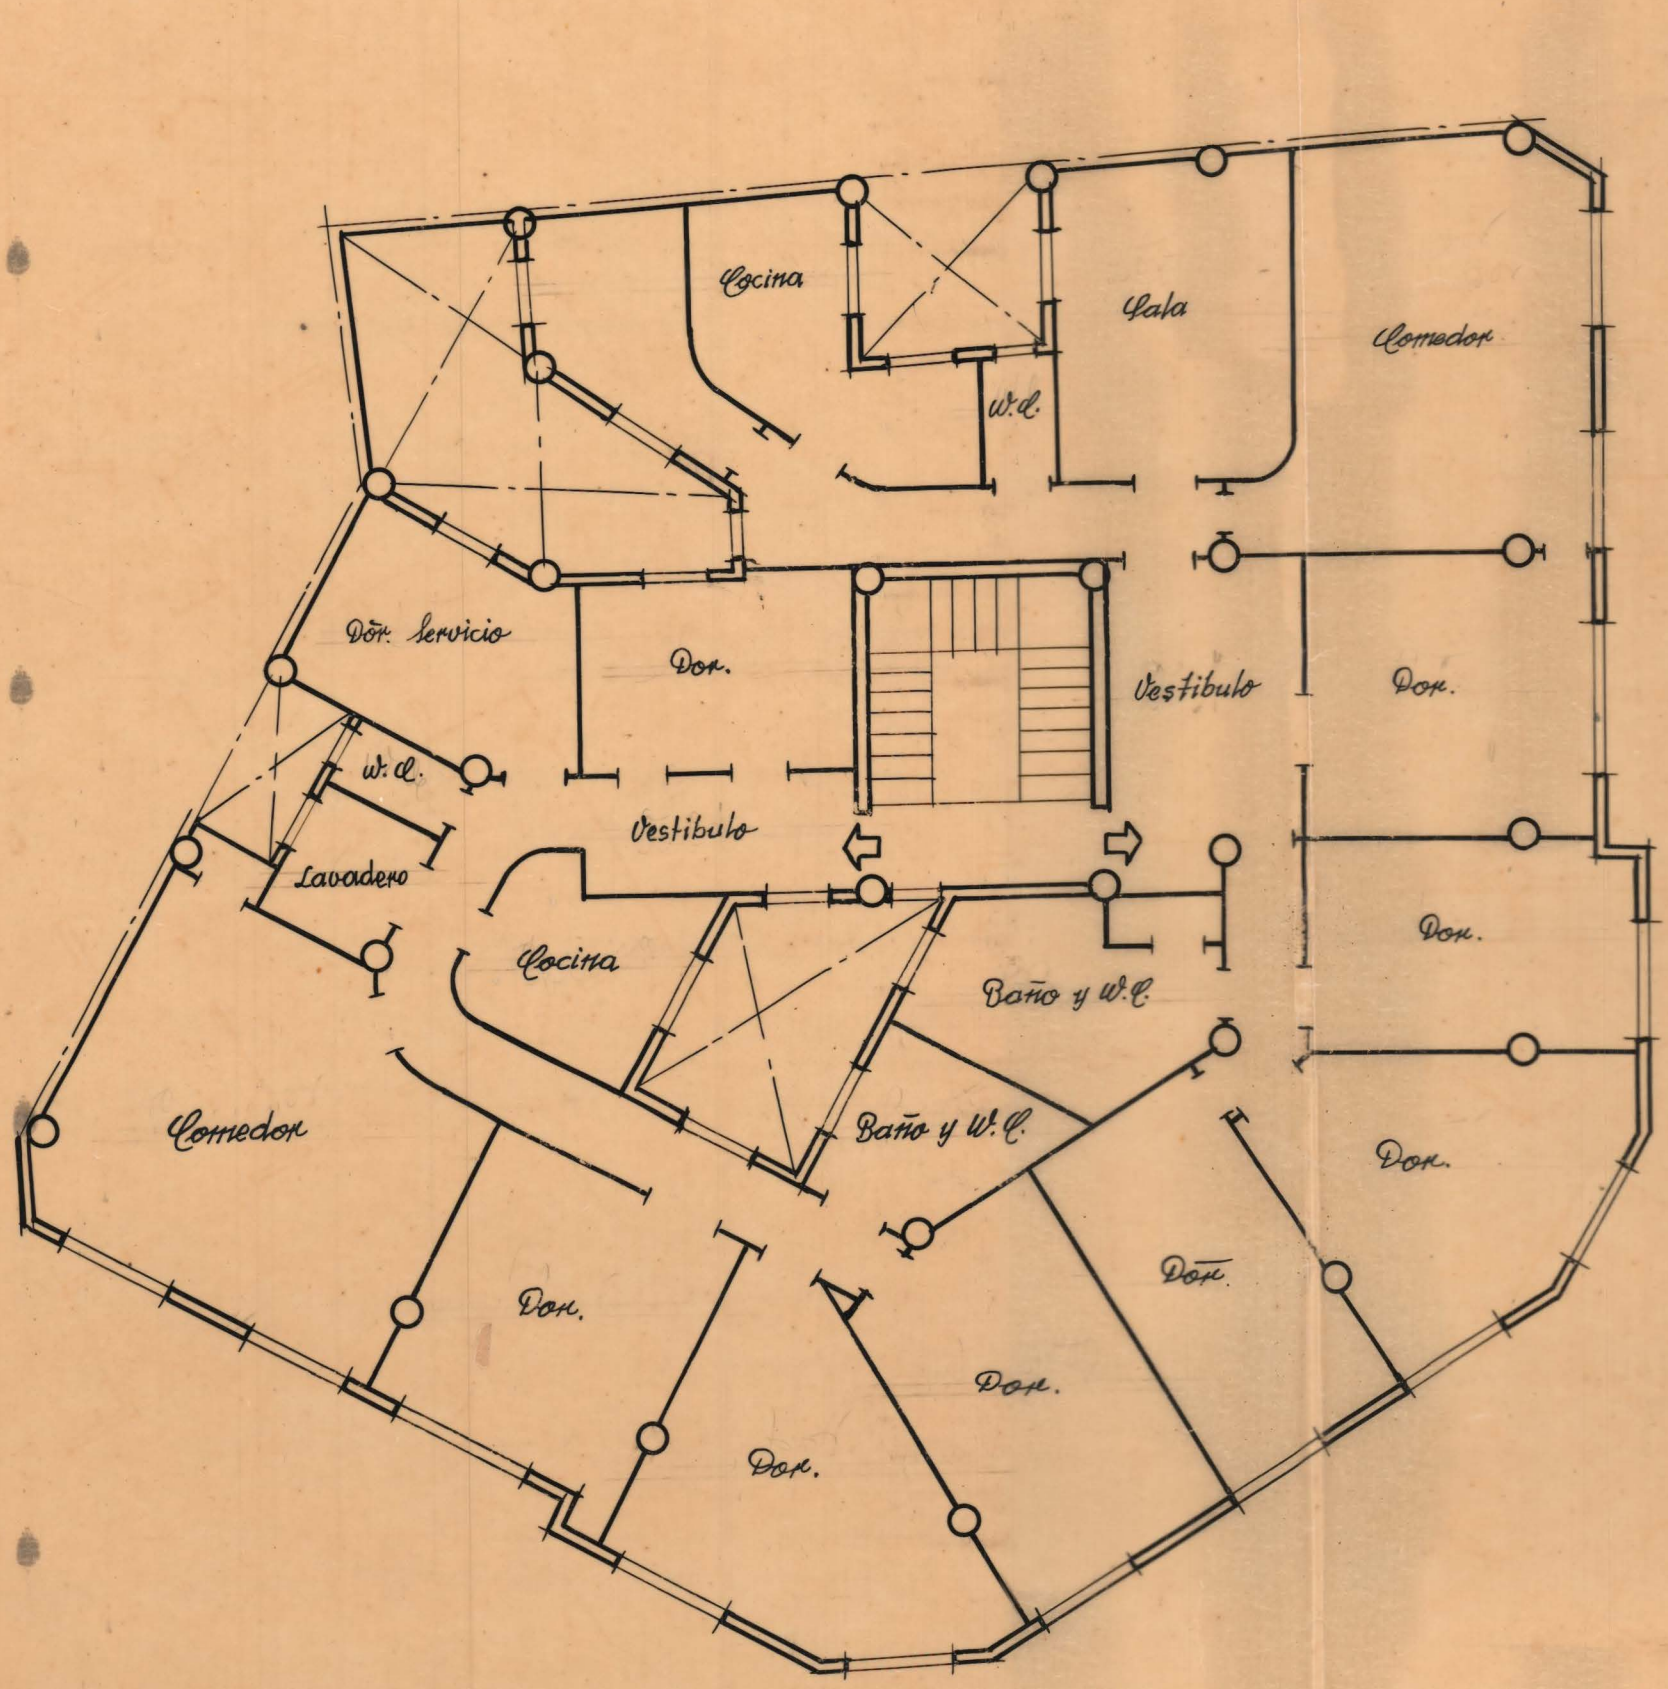 Cocina
Sala
Comedor
W.C.
Dor. Servicio
Dor.
Vestibulo
Dor.
W.C.
Vestibulo
Lavadero
Dor.
Cocina
Baño y W.C.
Comedor
Baño y W.C.
Dor.
Dor.
Dor.
Dor.
Dor.